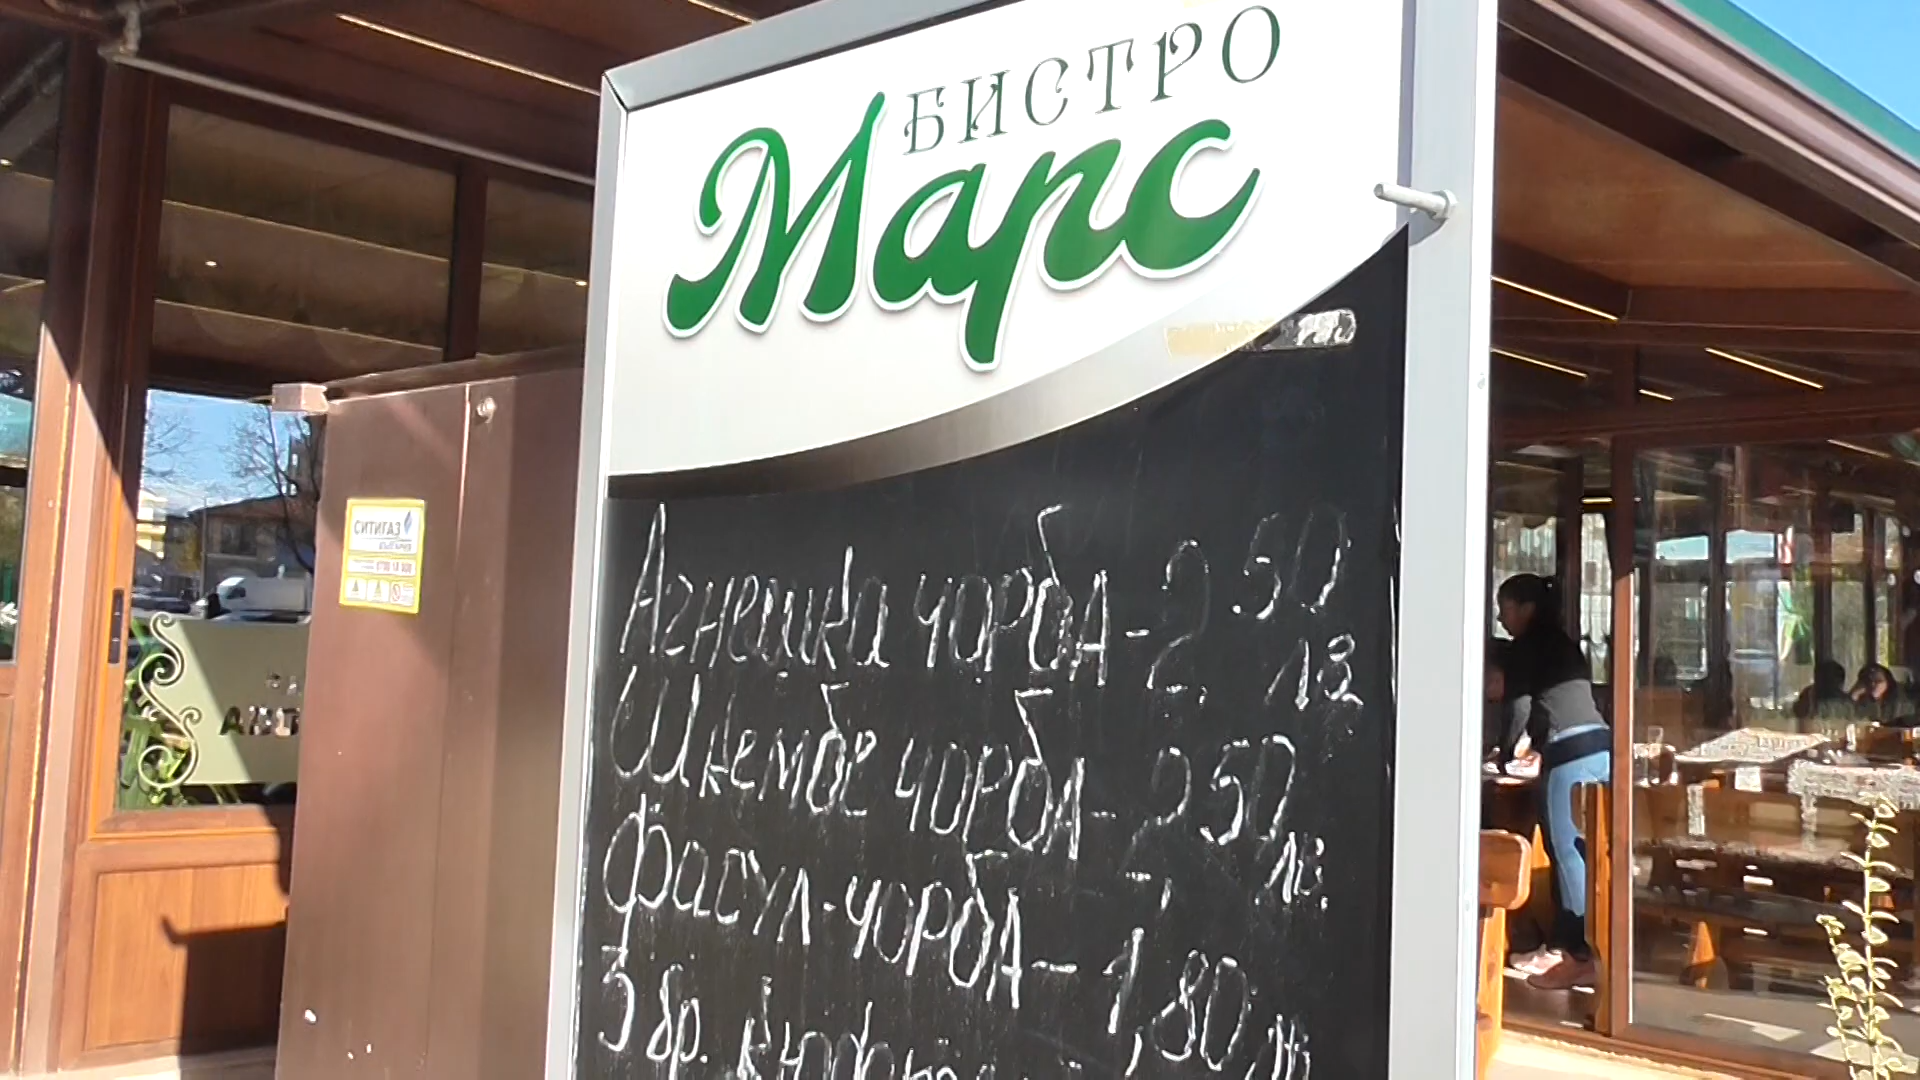 БИСТРО
Марс
Агнешка чорба - 2,50 лв
Шкембе чорба - 2,50 лв.
Фасул-чорба - 1,80 лв
3 бр. кюфтета
СИТИГАЗ